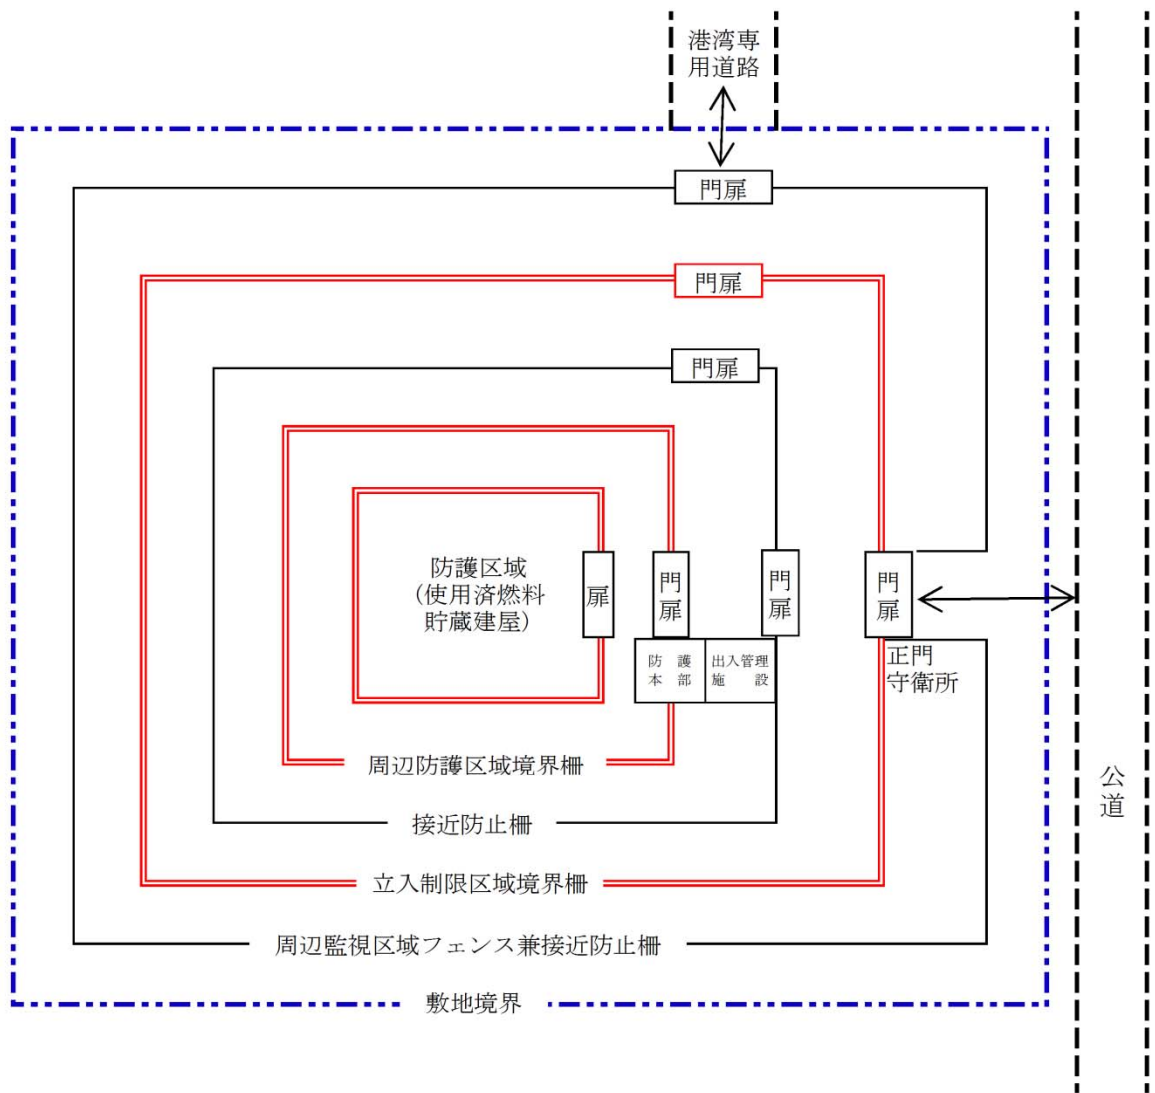 港湾専
用道路
門扉
門扉
門扉
防護区域
（使用済燃料
貯蔵建屋）
扉
門
扉
門
扉
門
扉
防護
本部
出入管理
施設
正門
守衛所
周辺防護区域境界柵
接近防止柵
立入制限区域境界柵
周辺監視区域フェンス兼接近防止柵
敷地境界
公
道